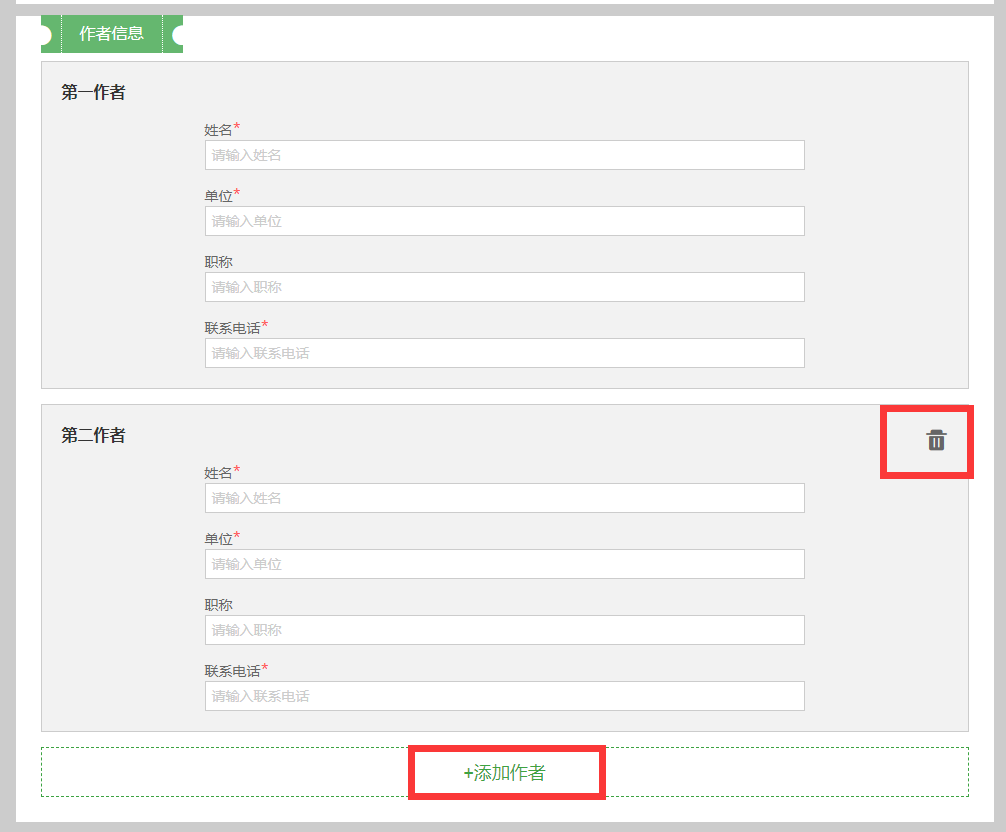 作者信息
第一作者
姓名*
请输入姓名
单位*
请输入单位
职称
请输入职称
联系电话*
请输入联系电话
第二作者
姓名*
请输入姓名
单位*
请输入单位
职称
请输入职称
联系电话*
请输入联系电话
+添加作者